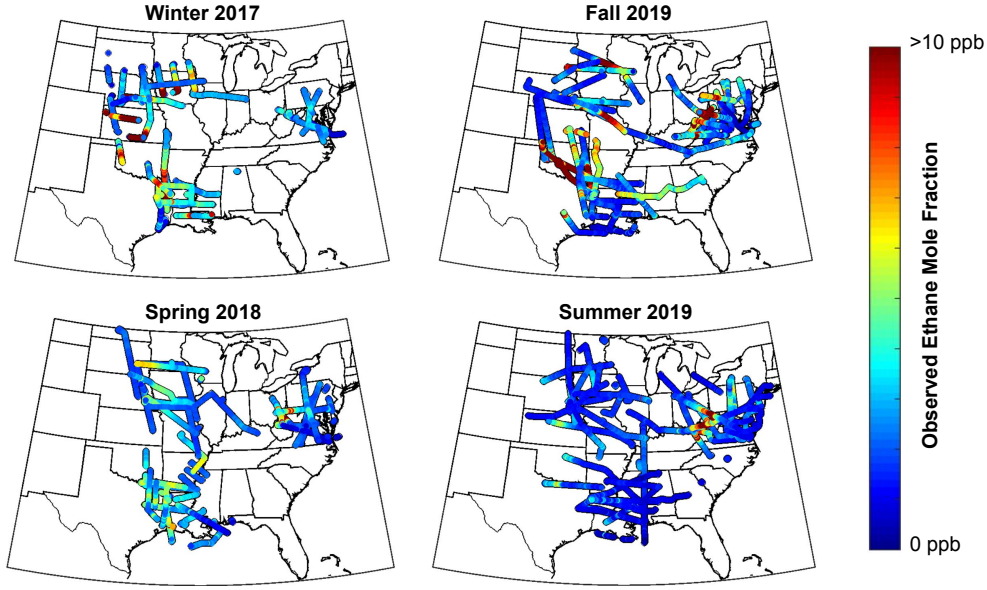 Winter 2017
Fall 2019
Spring 2018
Summer 2019
>10 ppb
Observed Ethane Mole Fraction
0 ppb